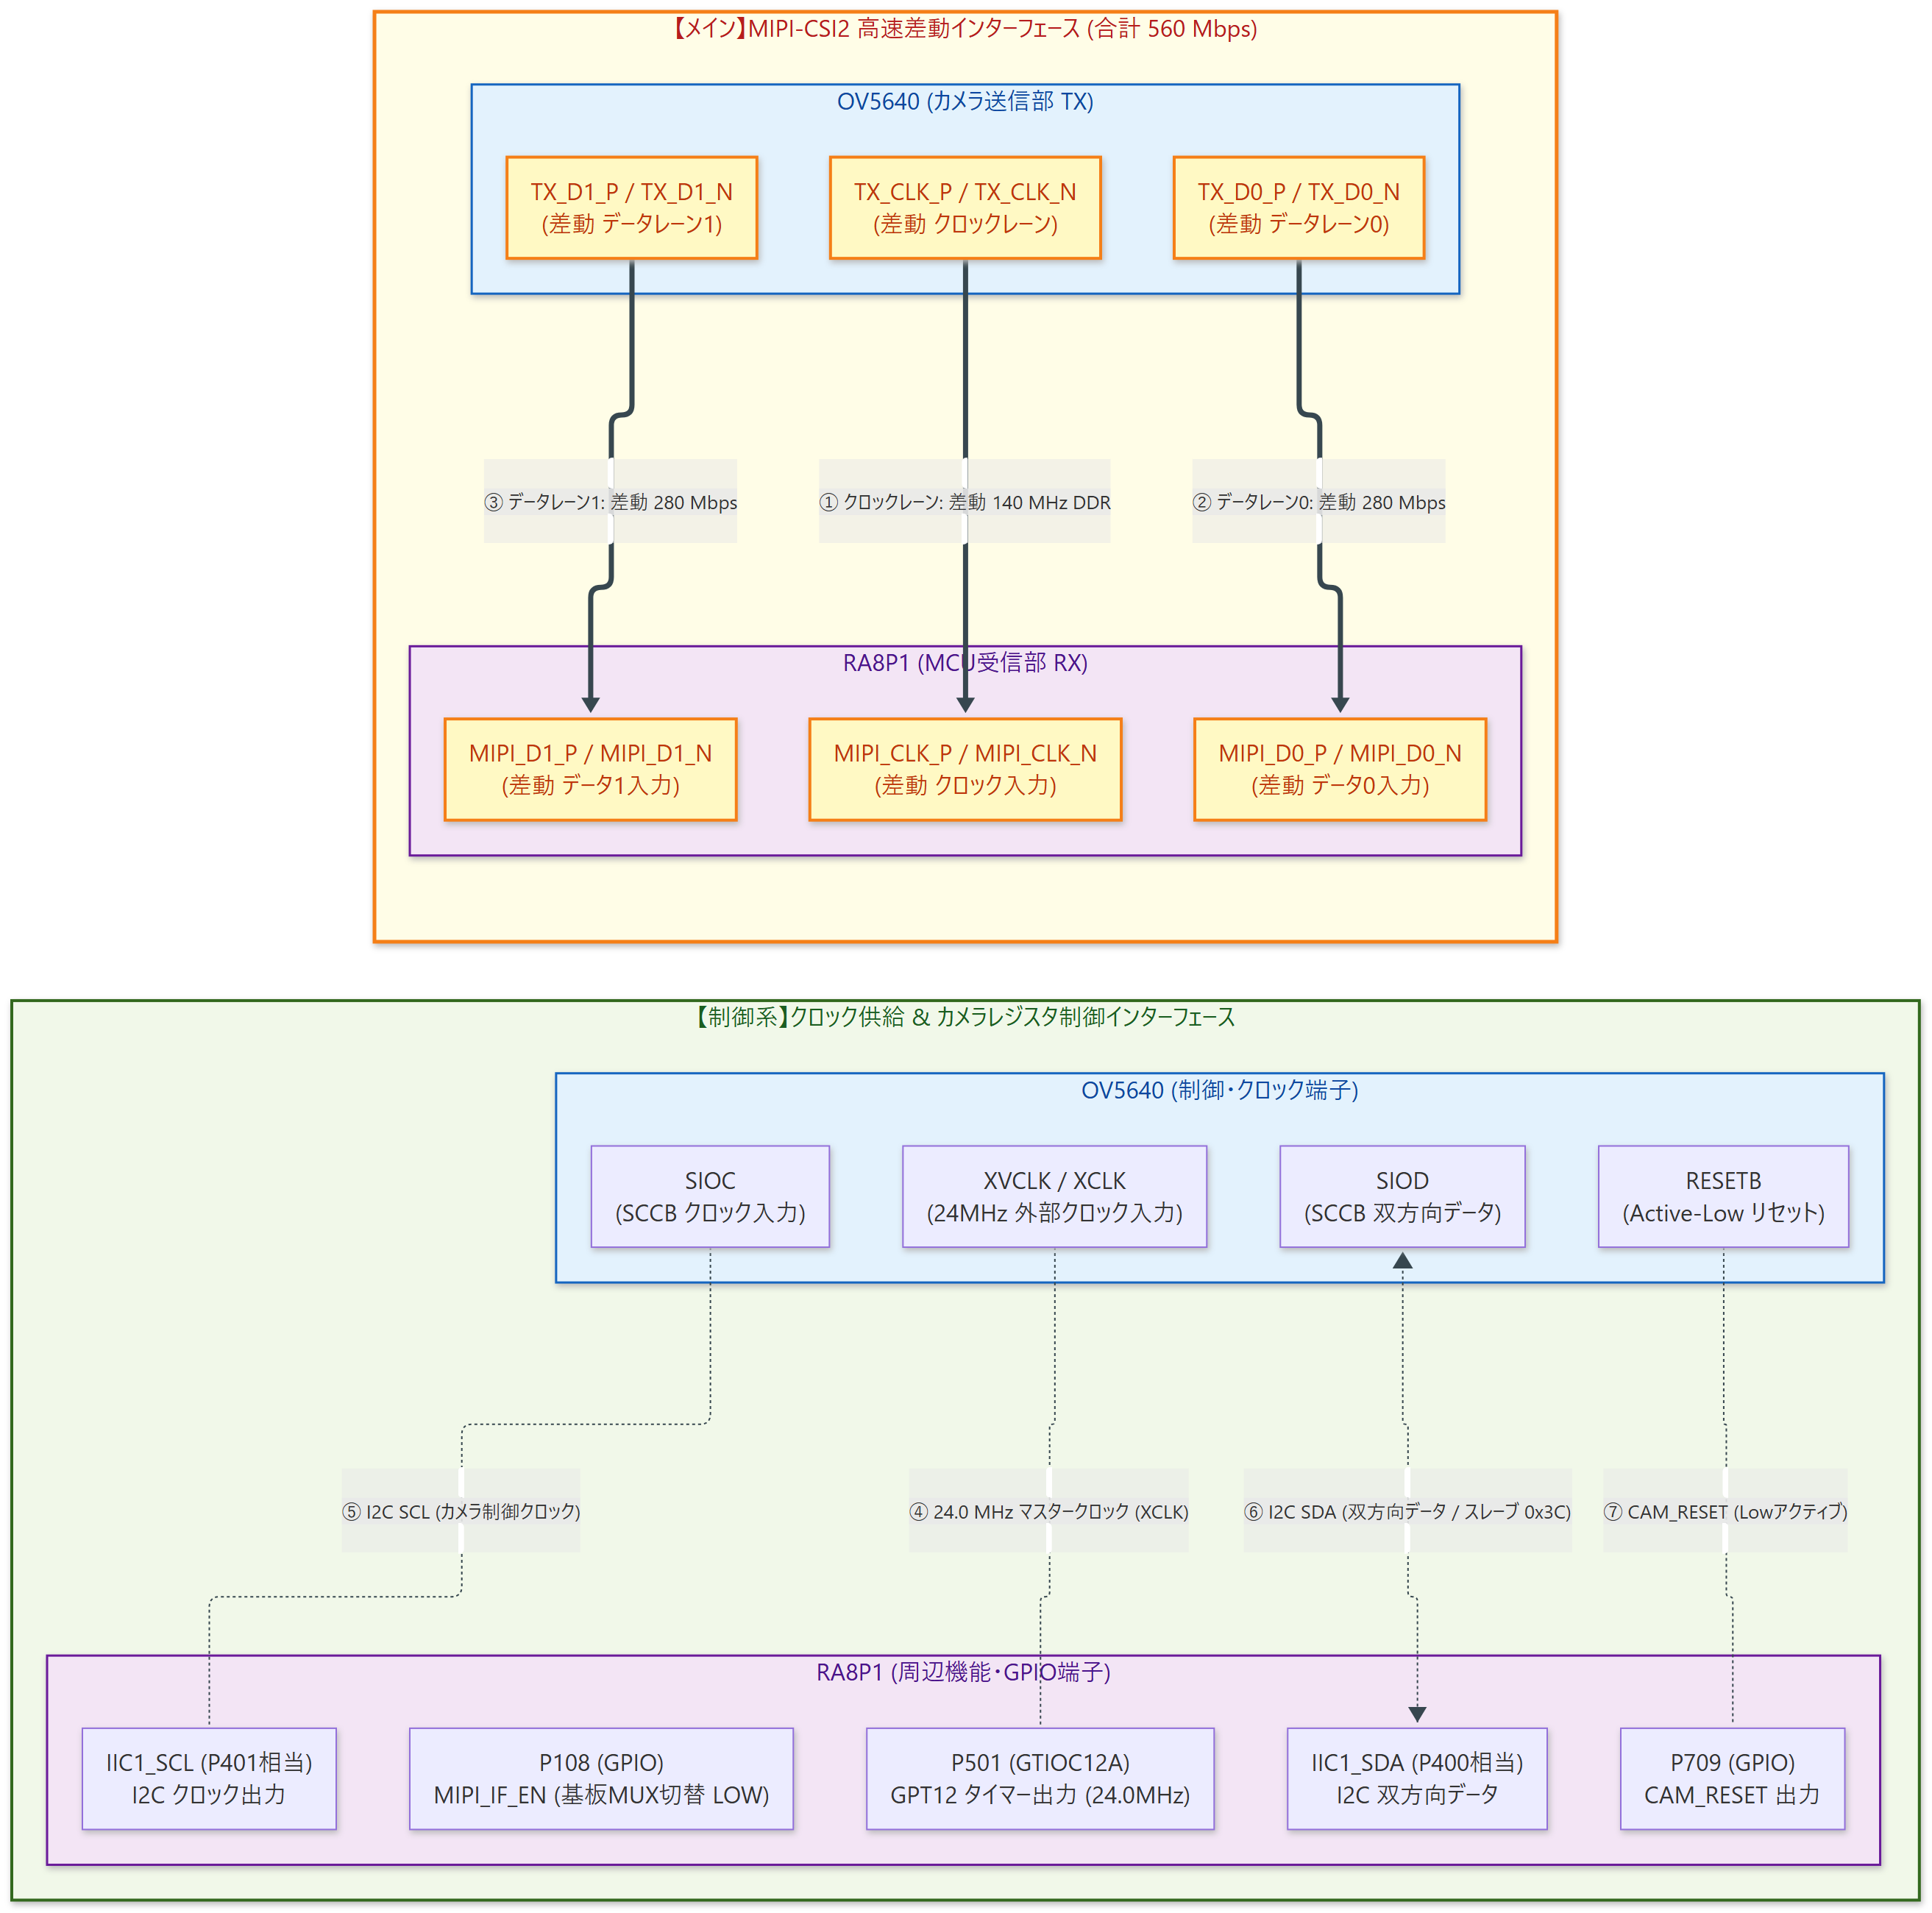 【メイン】MIPI-CSI2 高速差動インターフェース (合計 560 Mbps)
OV5640 (カメラ送信部 TX)
TX_D1_P / TX_D1_N
(差動 データレーン1)
TX_CLK_P / TX_CLK_N
(差動 クロックレーン)
TX_D0_P / TX_D0_N
(差動 データレーン0)
③ データレーン1: 差動 280 Mbps
① クロックレーン: 差動 140 MHz DDR
② データレーン0: 差動 280 Mbps
RA8P1 (MCU受信部 RX)
MIPI_D1_P / MIPI_D1_N
(差動 データ1入力)
MIPI_CLK_P / MIPI_CLK_N
(差動 クロック入力)
MIPI_D0_P / MIPI_D0_N
(差動 データ0入力)
【制御系】クロック供給 & カメラレジスタ制御インターフェース
OV5640 (制御・クロック端子)
SIOC
(SCCB クロック入力)
XVCLK / XCLK
(24MHz 外部クロック入力)
SIOD
(SCCB 双方向データ)
RESETB
(Active-Low リセット)
⑤ I2C SCL (カメラ制御クロック)
④ 24.0 MHz マスタークロック (XCLK)
⑥ I2C SDA (双方向データ / スレーブ 0x3C)
⑦ CAM_RESET (Lowアクティブ)
RA8P1 (周辺機能・GPIO端子)
IIC1_SCL (P401相当)
I2C クロック出力
P108 (GPIO)
MIPI_IF_EN (基板MUX切替 LOW)
P501 (GTIOC12A)
GPT12 タイマー出力 (24.0MHz)
IIC1_SDA (P400相当)
I2C 双方向データ
P709 (GPIO)
CAM_RESET 出力